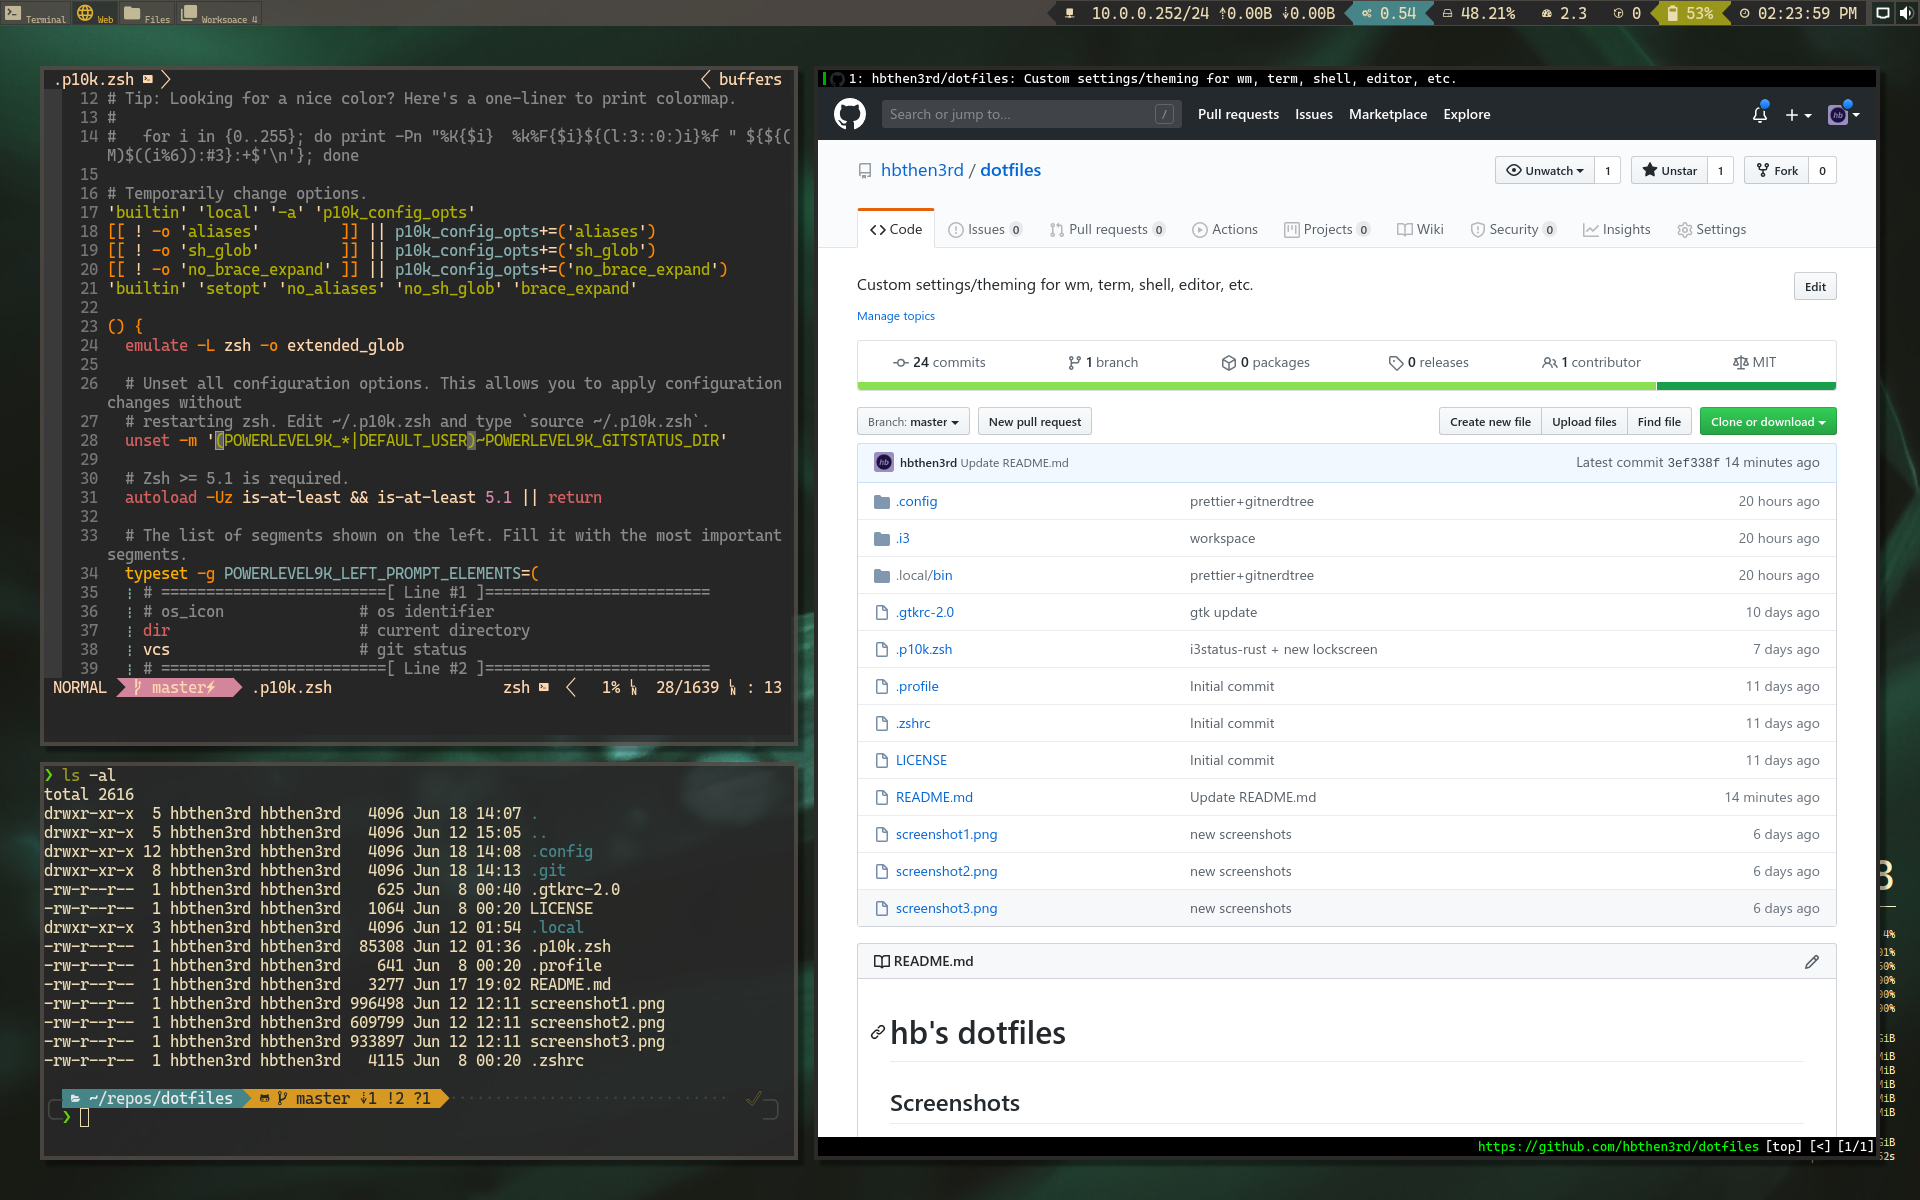 Terminal Web Files Workspace 4
10.0.0.252/24 ⇡0.00B ⇣0.00B 0.54 48.21% 2.3 0 53% 02:23:59 PM
.p10k.zsh buffers
12 # Tip: Looking for a nice color? Here's a one-liner to print colormap.
13 #
14 #   for i in {0..255}; do print -Pn "%K{$i}  %k%F{$i}${(l:3::0:)i}%f " ${${(
M)$((i%6)):#3}:+$'\n'}; done
15
16 # Temporarily change options.
17 'builtin' 'local' '-a' 'p10k_config_opts'
18 [[ ! -o 'aliases'         ]] || p10k_config_opts+=('aliases')
19 [[ ! -o 'sh_glob'         ]] || p10k_config_opts+=('sh_glob')
20 [[ ! -o 'no_brace_expand' ]] || p10k_config_opts+=('no_brace_expand')
21 'builtin' 'setopt' 'no_aliases' 'no_sh_glob' 'brace_expand'
22
23 () {
24   emulate -L zsh -o extended_glob
25
26   # Unset all configuration options. This allows you to apply configuration
changes without
27   # restarting zsh. Edit ~/.p10k.zsh and type `source ~/.p10k.zsh`.
28   unset -m '(POWERLEVEL9K_*|DEFAULT_USER)~POWERLEVEL9K_GITSTATUS_DIR'
29
30   # Zsh >= 5.1 is required.
31   autoload -Uz is-at-least && is-at-least 5.1 || return
32
33   # The list of segments shown on the left. Fill it with the most important
segments.
34   typeset -g POWERLEVEL9K_LEFT_PROMPT_ELEMENTS=(
35   ¦ # =========================[ Line #1 ]=========================
36   ¦ # os_icon               # os identifier
37   ¦ dir                     # current directory
38   ¦ vcs                     # git status
39   ¦ # =========================[ Line #2 ]=========================
NORMAL master⚡ .p10k.zsh zsh 1% 28/1639 : 13
❯ ls -al
total 2616
drwxr-xr-x  5 hbthen3rd hbthen3rd   4096 Jun 18 14:07 .
drwxr-xr-x  5 hbthen3rd hbthen3rd   4096 Jun 12 15:05 ..
drwxr-xr-x 12 hbthen3rd hbthen3rd   4096 Jun 18 14:08 .config
drwxr-xr-x  8 hbthen3rd hbthen3rd   4096 Jun 18 14:13 .git
-rw-r--r--  1 hbthen3rd hbthen3rd    625 Jun  8 00:40 .gtkrc-2.0
-rw-r--r--  1 hbthen3rd hbthen3rd   1064 Jun  8 00:20 LICENSE
drwxr-xr-x  3 hbthen3rd hbthen3rd   4096 Jun 12 01:54 .local
-rw-r--r--  1 hbthen3rd hbthen3rd  85308 Jun 12 01:36 .p10k.zsh
-rw-r--r--  1 hbthen3rd hbthen3rd    641 Jun  8 00:20 .profile
-rw-r--r--  1 hbthen3rd hbthen3rd   3277 Jun 17 19:02 README.md
-rw-r--r--  1 hbthen3rd hbthen3rd 996498 Jun 12 12:11 screenshot1.png
-rw-r--r--  1 hbthen3rd hbthen3rd 609799 Jun 12 12:11 screenshot2.png
-rw-r--r--  1 hbthen3rd hbthen3rd 933897 Jun 12 12:11 screenshot3.png
-rw-r--r--  1 hbthen3rd hbthen3rd   4115 Jun  8 00:20 .zshrc
~/repos/dotfiles master ⇣1 !2 ?1 ✓
❯
1: hbthen3rd/dotfiles: Custom settings/theming for wm, term, shell, editor, etc.
Search or jump to... / Pull requests Issues Marketplace Explore hb
hbthen3rd / dotfiles Unwatch 1 Unstar 1 Fork 0
Code Issues 0 Pull requests 0 Actions Projects 0 Wiki Security 0 Insights Settings
Custom settings/theming for wm, term, shell, editor, etc. Edit
Manage topics
24 commits 1 branch 0 packages 0 releases 1 contributor MIT
Branch: master New pull request Create new file Upload files Find file Clone or download
hb hbthen3rd Update README.md Latest commit 3ef338f 14 minutes ago
.config prettier+gitnerdtree 20 hours ago
.i3 workspace 20 hours ago
.local/bin prettier+gitnerdtree 20 hours ago
.gtkrc-2.0 gtk update 10 days ago
.p10k.zsh i3status-rust + new lockscreen 7 days ago
.profile Initial commit 11 days ago
.zshrc Initial commit 11 days ago
LICENSE Initial commit 11 days ago
README.md Update README.md 14 minutes ago
screenshot1.png new screenshots 6 days ago
screenshot2.png new screenshots 6 days ago
screenshot3.png new screenshots 6 days ago
README.md
hb's dotfiles
Screenshots
https://github.com/hbthen3rd/dotfiles [top] [<] [1/1]